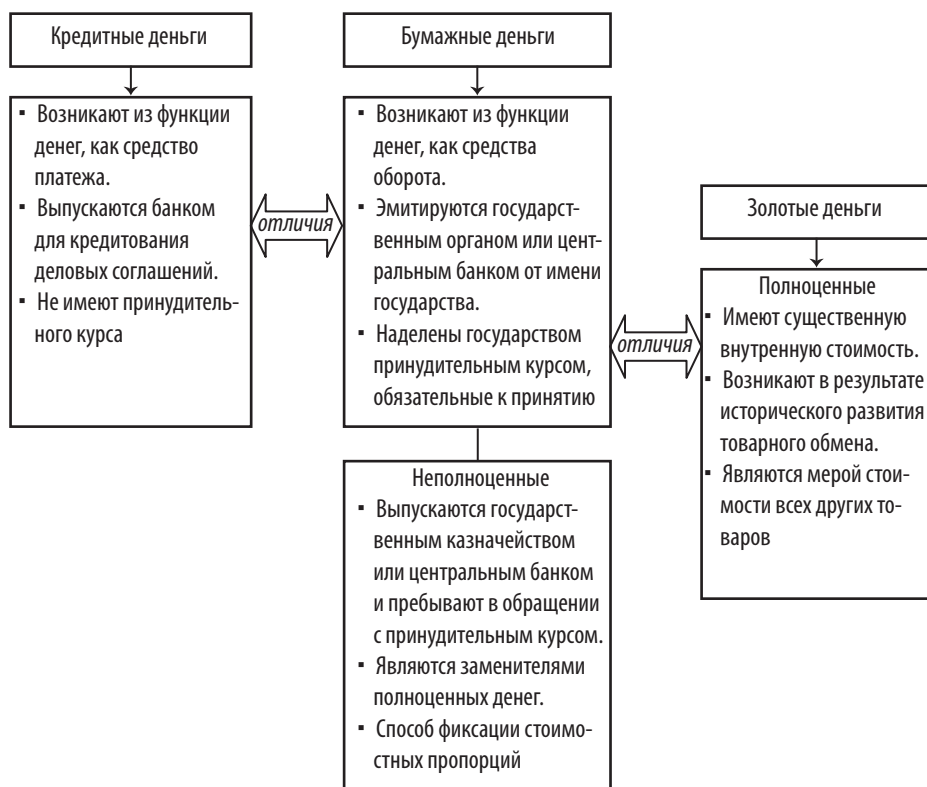 Кредитные деньги
▪ Возникают из функции
денег, как средство
платежа.
▪ Выпускаются банком
для кредитования
деловых соглашений.
▪ Не имеют принудитель-
ного курса
отличия
Бумажные деньги
▪ Возникают из функции
денег, как средства
оборота.
▪ Эмитируются государст-
венным органом или цент-
ральным банком от имени
государства.
▪ Наделены государством
принудительным курсом,
обязательные к принятию
Неполноценные
▪ Выпускаются государст-
венным казначейством
или центральным банком
и пребывают в обращении
с принудительным курсом.
▪ Являются заменителями
полноценных денег.
▪ Способ фиксации стоимо-
стных пропорций
отличия
Золотые деньги
Полноценные
▪ Имеют существенную
внутренную стоимость.
▪ Возникают в результате
исторического развития
товарного обмена.
▪ Являются мерой стои-
мости всех других то-
варов